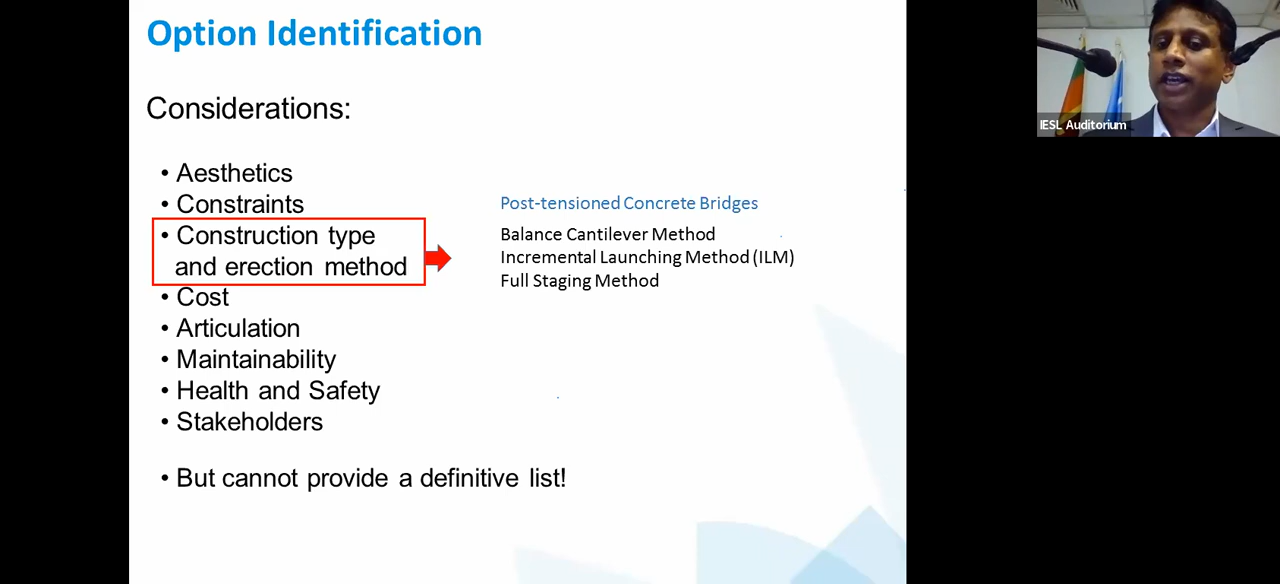 Option Identification
Considerations:
• Aesthetics
• Constraints
• Construction type
and erection method
• Cost
• Articulation
• Maintainability
• Health and Safety
• Stakeholders
• But cannot provide a definitive list!
Post-tensioned Concrete Bridges
Balance Cantilever Method
Incremental Launching Method (ILM)
Full Staging Method
IESL Auditorium